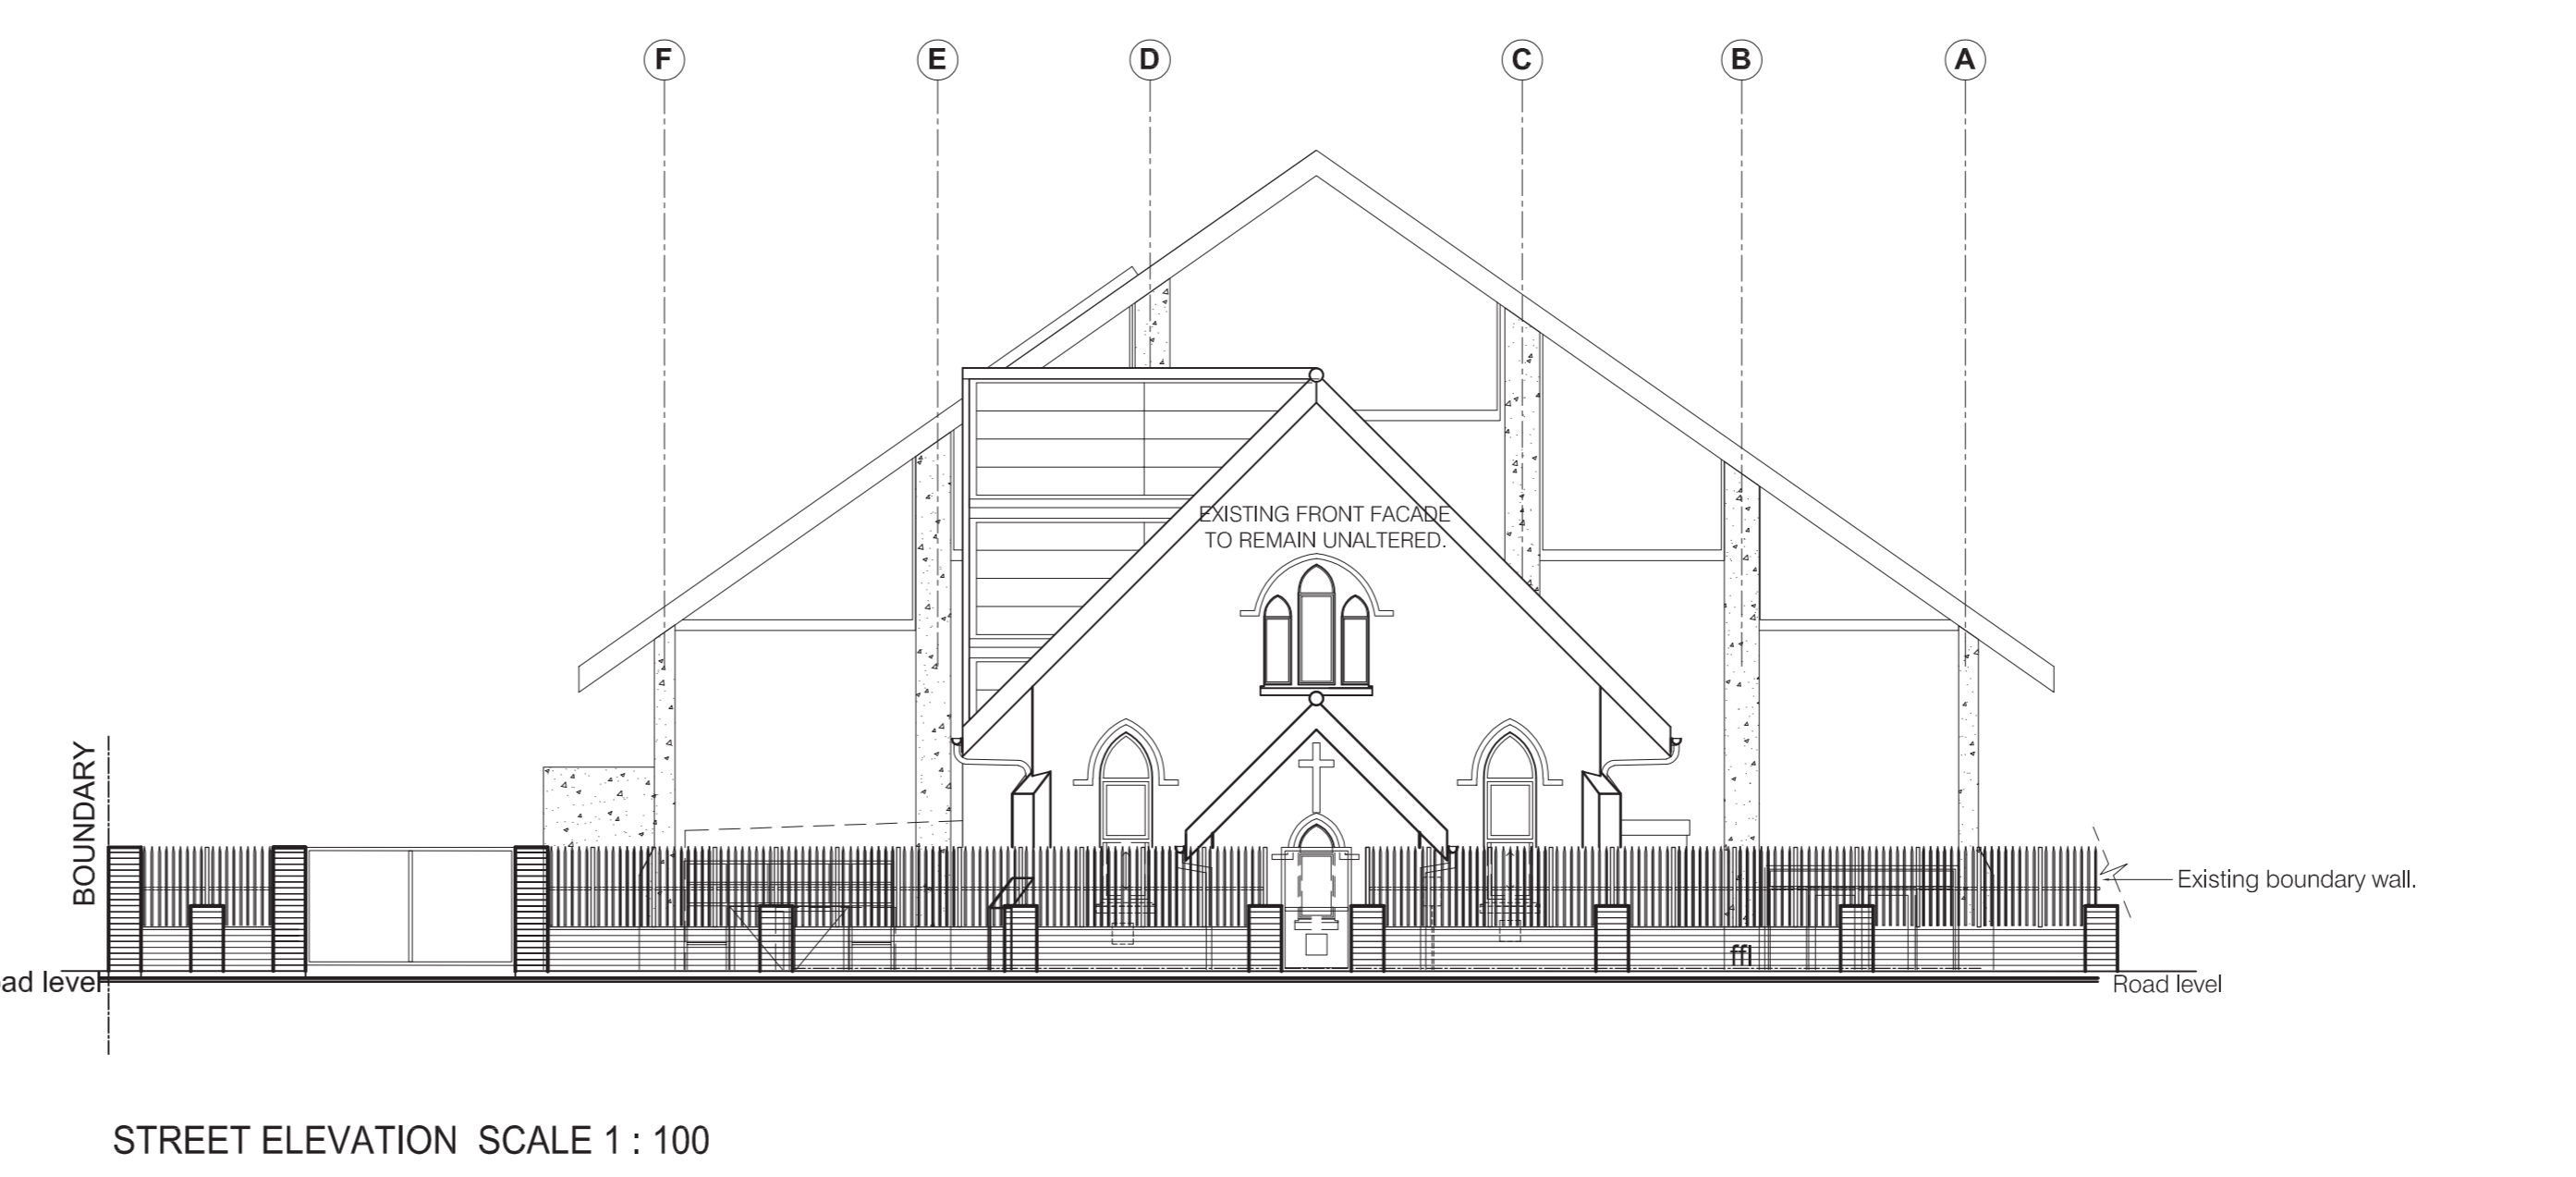 F E D C B A
EXISTING FRONT FACADE
TO REMAIN UNALTERED.
BOUNDARY
Existing boundary wall.
ffl
ad level
Road level
STREET ELEVATION SCALE 1 : 100